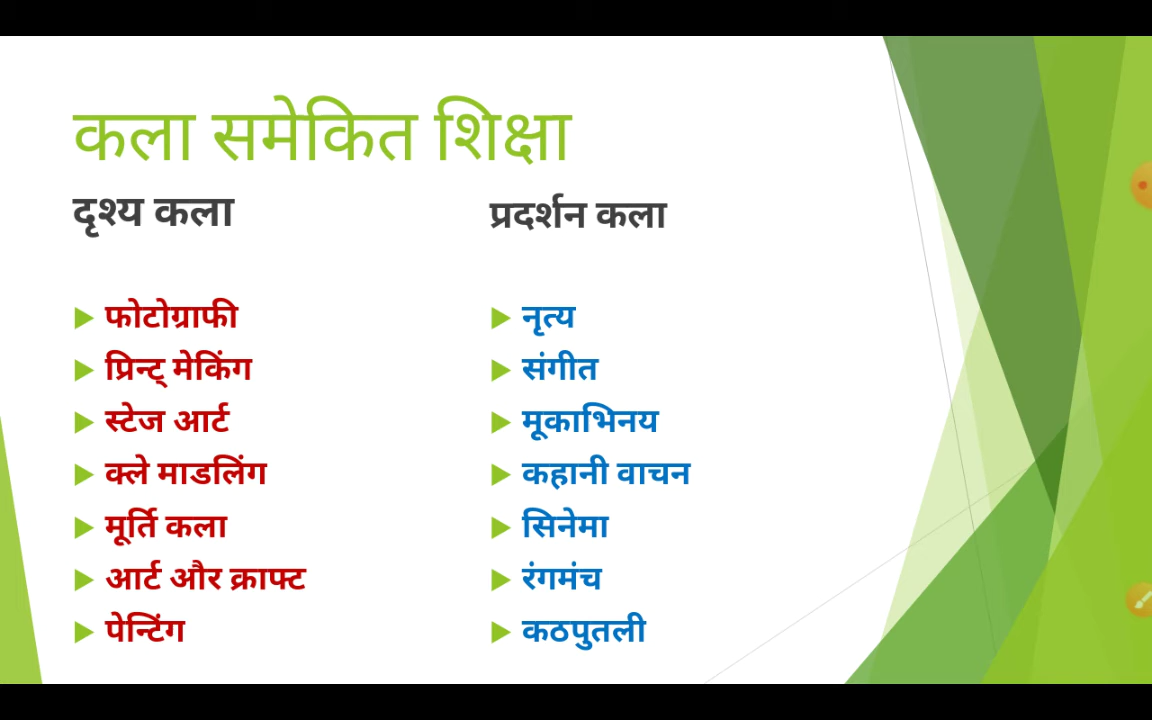 कला समेकित शिक्षा
दृश्य कला
फोटोग्राफी
प्रिन्ट् मेकिंग
स्टेज आर्ट
क्ले माडलिंग
मूर्ति कला
आर्ट और क्राफ्ट
पेन्टिंग
प्रदर्शन कला
नृत्य
संगीत
मूकाभिनय
कहानी वाचन
सिनेमा
रंगमंच
कठपुतली